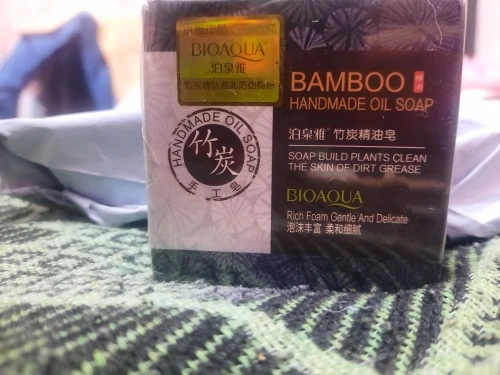 BIOAQUA
泊泉雅
BAMBOO
HANDMADE OIL SOAP
泊泉雅® 竹炭精油皂
SOAP BUILD PLANTS CLEAN
THE SKIN OF DIRT GREASE
BIOAQUA
Rich Foam Gentle And Delicate
泡沫丰富 柔和细腻
HANDMADE OIL SOAP
竹炭
手工皂